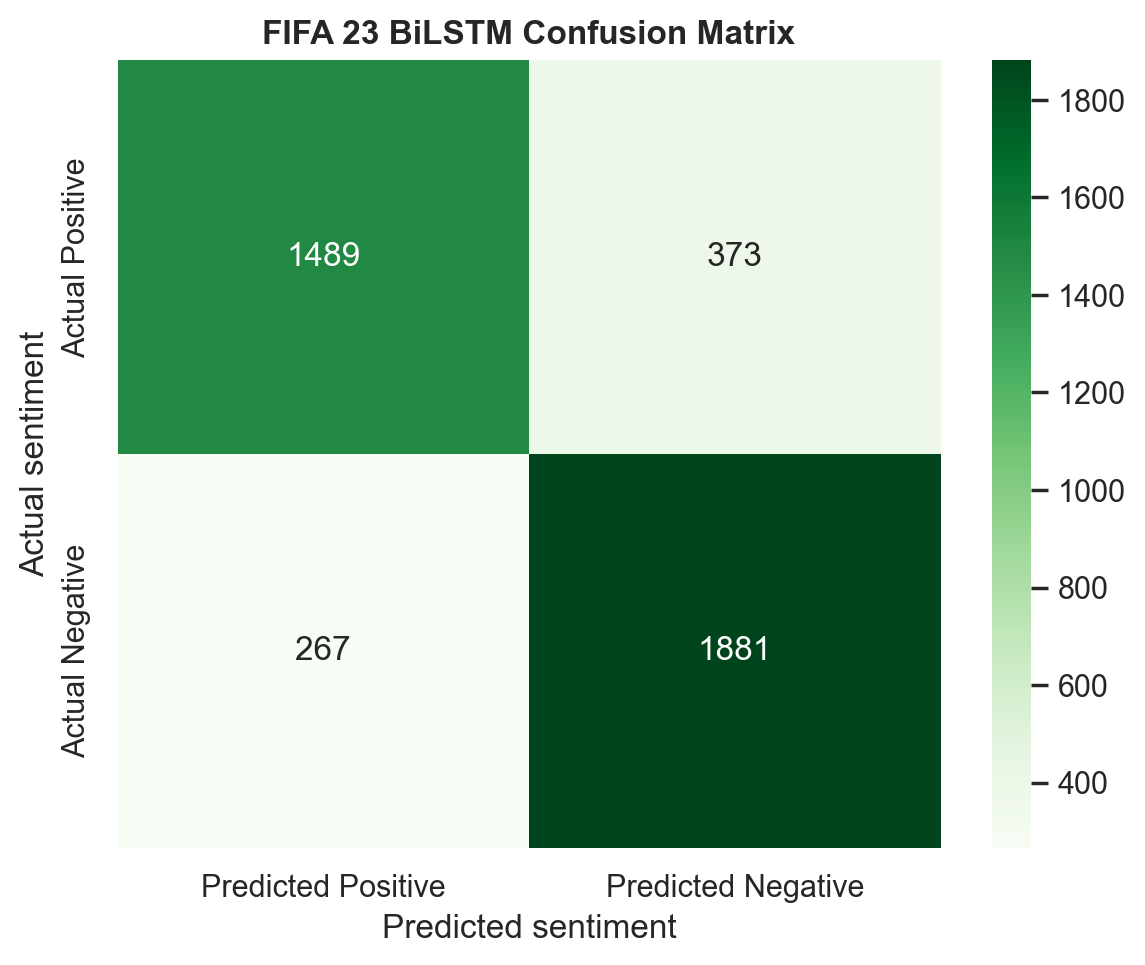 FIFA 23 BiLSTM Confusion Matrix
Actual sentiment
Actual Positive
Actual Negative
1489
373
267
1881
Predicted Positive
Predicted Negative
Predicted sentiment
1800
1600
1400
1200
1000
800
600
400